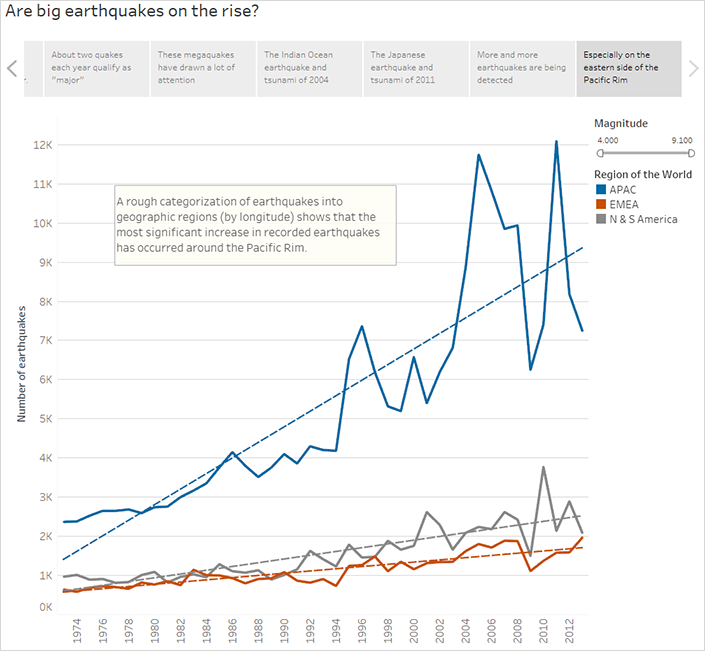 Are big earthquakes on the rise?
.
About two quakes
each year qualify as
"major"
These megaquakes
have drawn a lot of
attention
The Indian Ocean
earthquake and
tsunami of 2004
The Japanese
earthquake and
tsunami of 2011
More and more
earthquakes are being
detected
Especially on the
eastern side of the
Pacific Rim
Magnitude
4.000 9.100
Region of the World
APAC
EMEA
N & S America
A rough categorization of earthquakes into
geographic regions (by longitude) shows that the
most significant increase in recorded earthquakes
has occurred around the Pacific Rim.
Number of earthquakes
12K
11K
10K
9K
8K
7K
6K
5K
4K
3K
2K
1K
0K
1974 1976 1978 1980 1982 1984 1986 1988 1990 1992 1994 1996 1998 2000 2002 2004 2006 2008 2010 2012